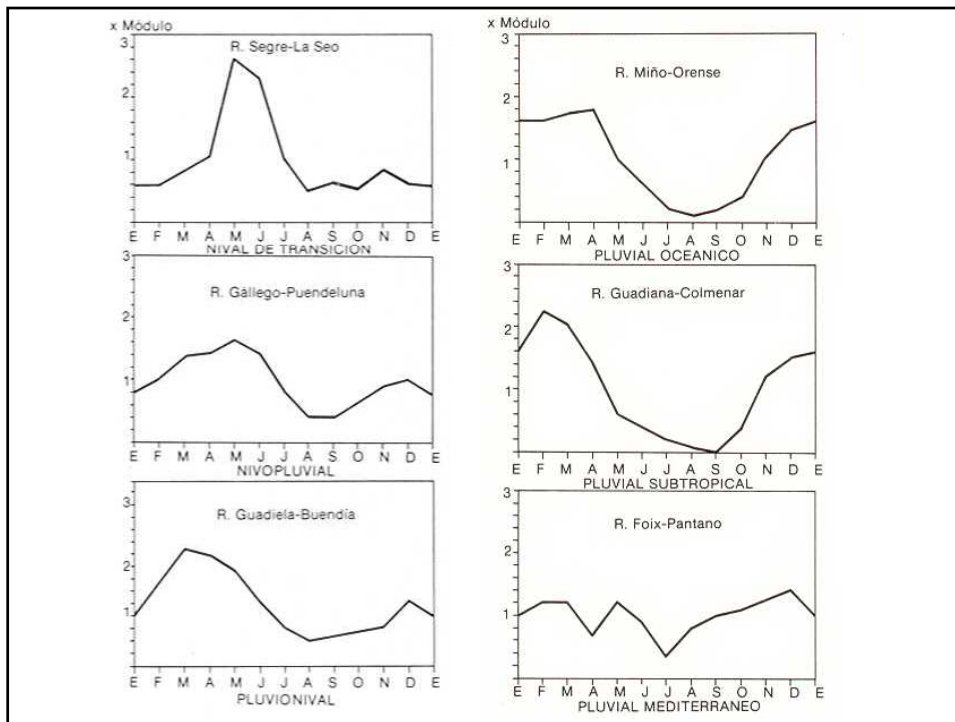 x Módulo
R. Segre-La Seo
3
2
1
E F M A M J J A S O N D E
NIVAL DE TRANSICION
R. Gállego-Puendeluna
3
2
1
E F M A M J J A S O N D E
NIVOPLUVIAL
R. Guadiela-Buendía
3
2
1
E F M A M J J A S O N D E
PLUVIONIVAL
x Módulo
R. Miño-Orense
3
2
1
E F M A M J J A S O N D E
PLUVIAL OCEANICO
R. Guadiana-Colmenar
3
2
1
E F M A M J J A S O N D E
PLUVIAL SUBTROPICAL
R. Foix-Pantano
3
2
1
E F M A M J J A S O N D E
PLUVIAL MEDITERRANEO